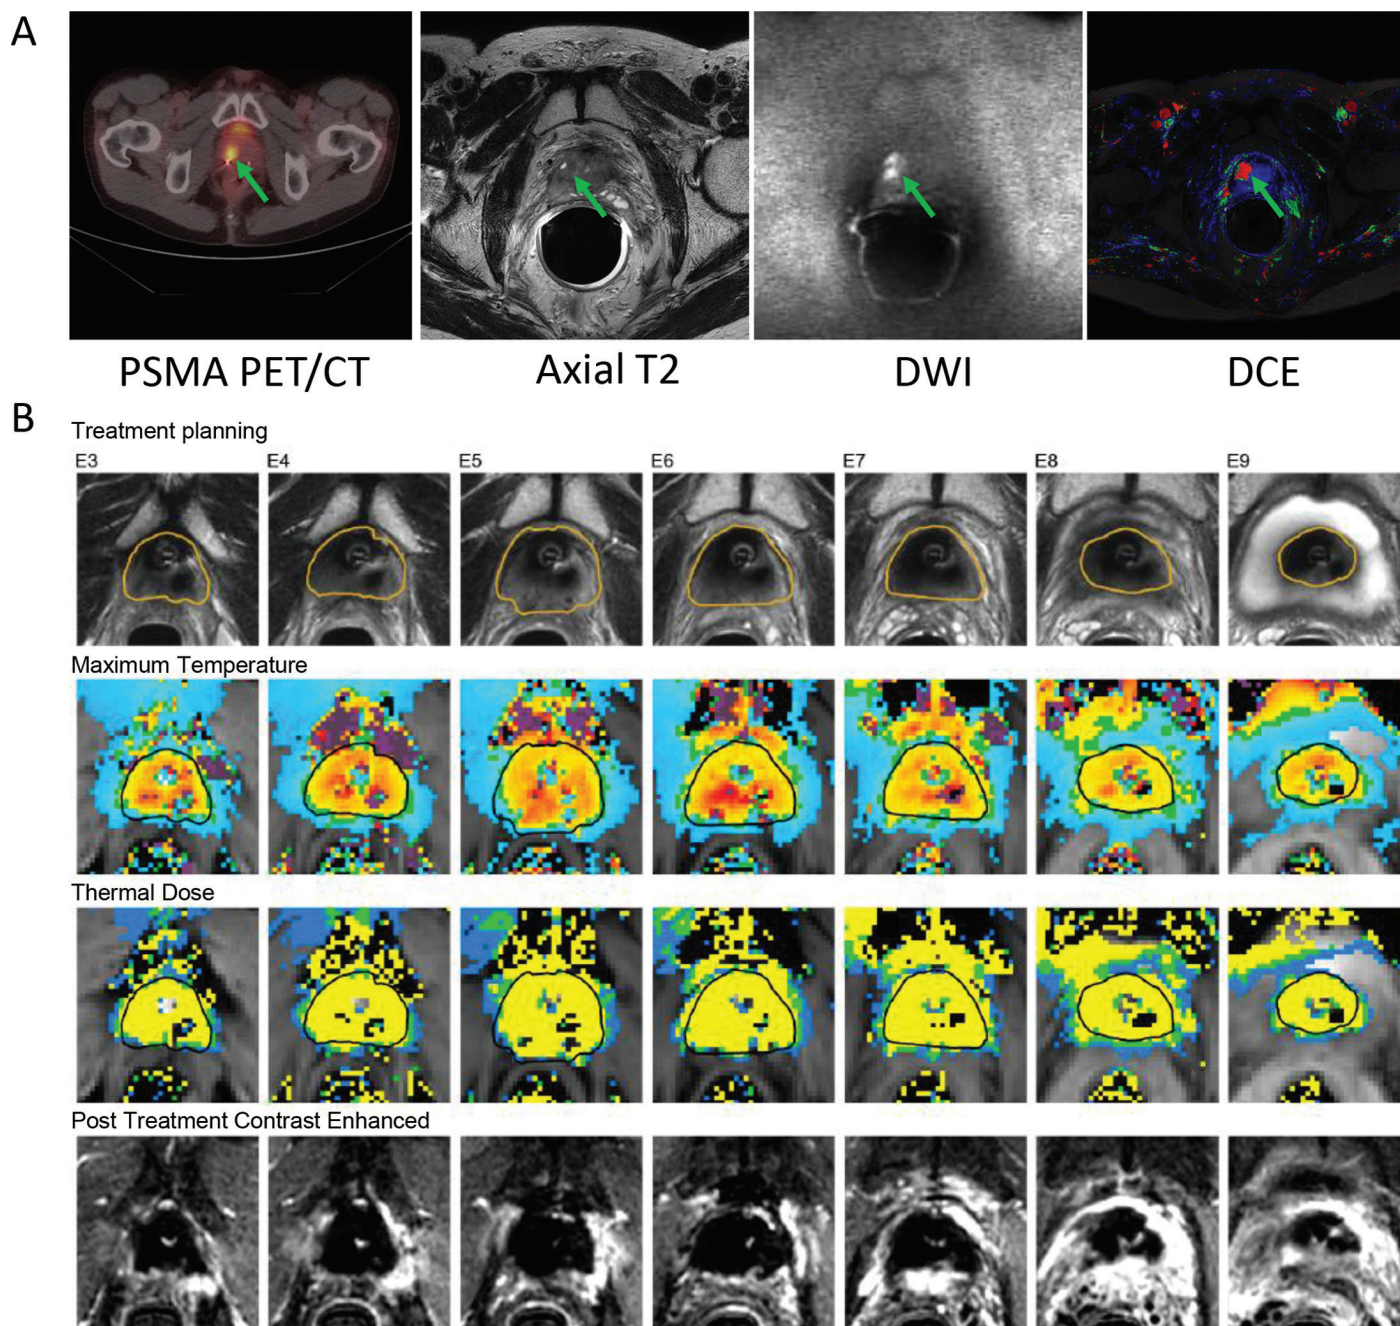 A
PSMA PET/CT
Axial T2
DWI
DCE
B
Treatment planning
E3
E4
E5
E6
E7
E8
E9
Maximum Temperature
Thermal Dose
Post Treatment Contrast Enhanced